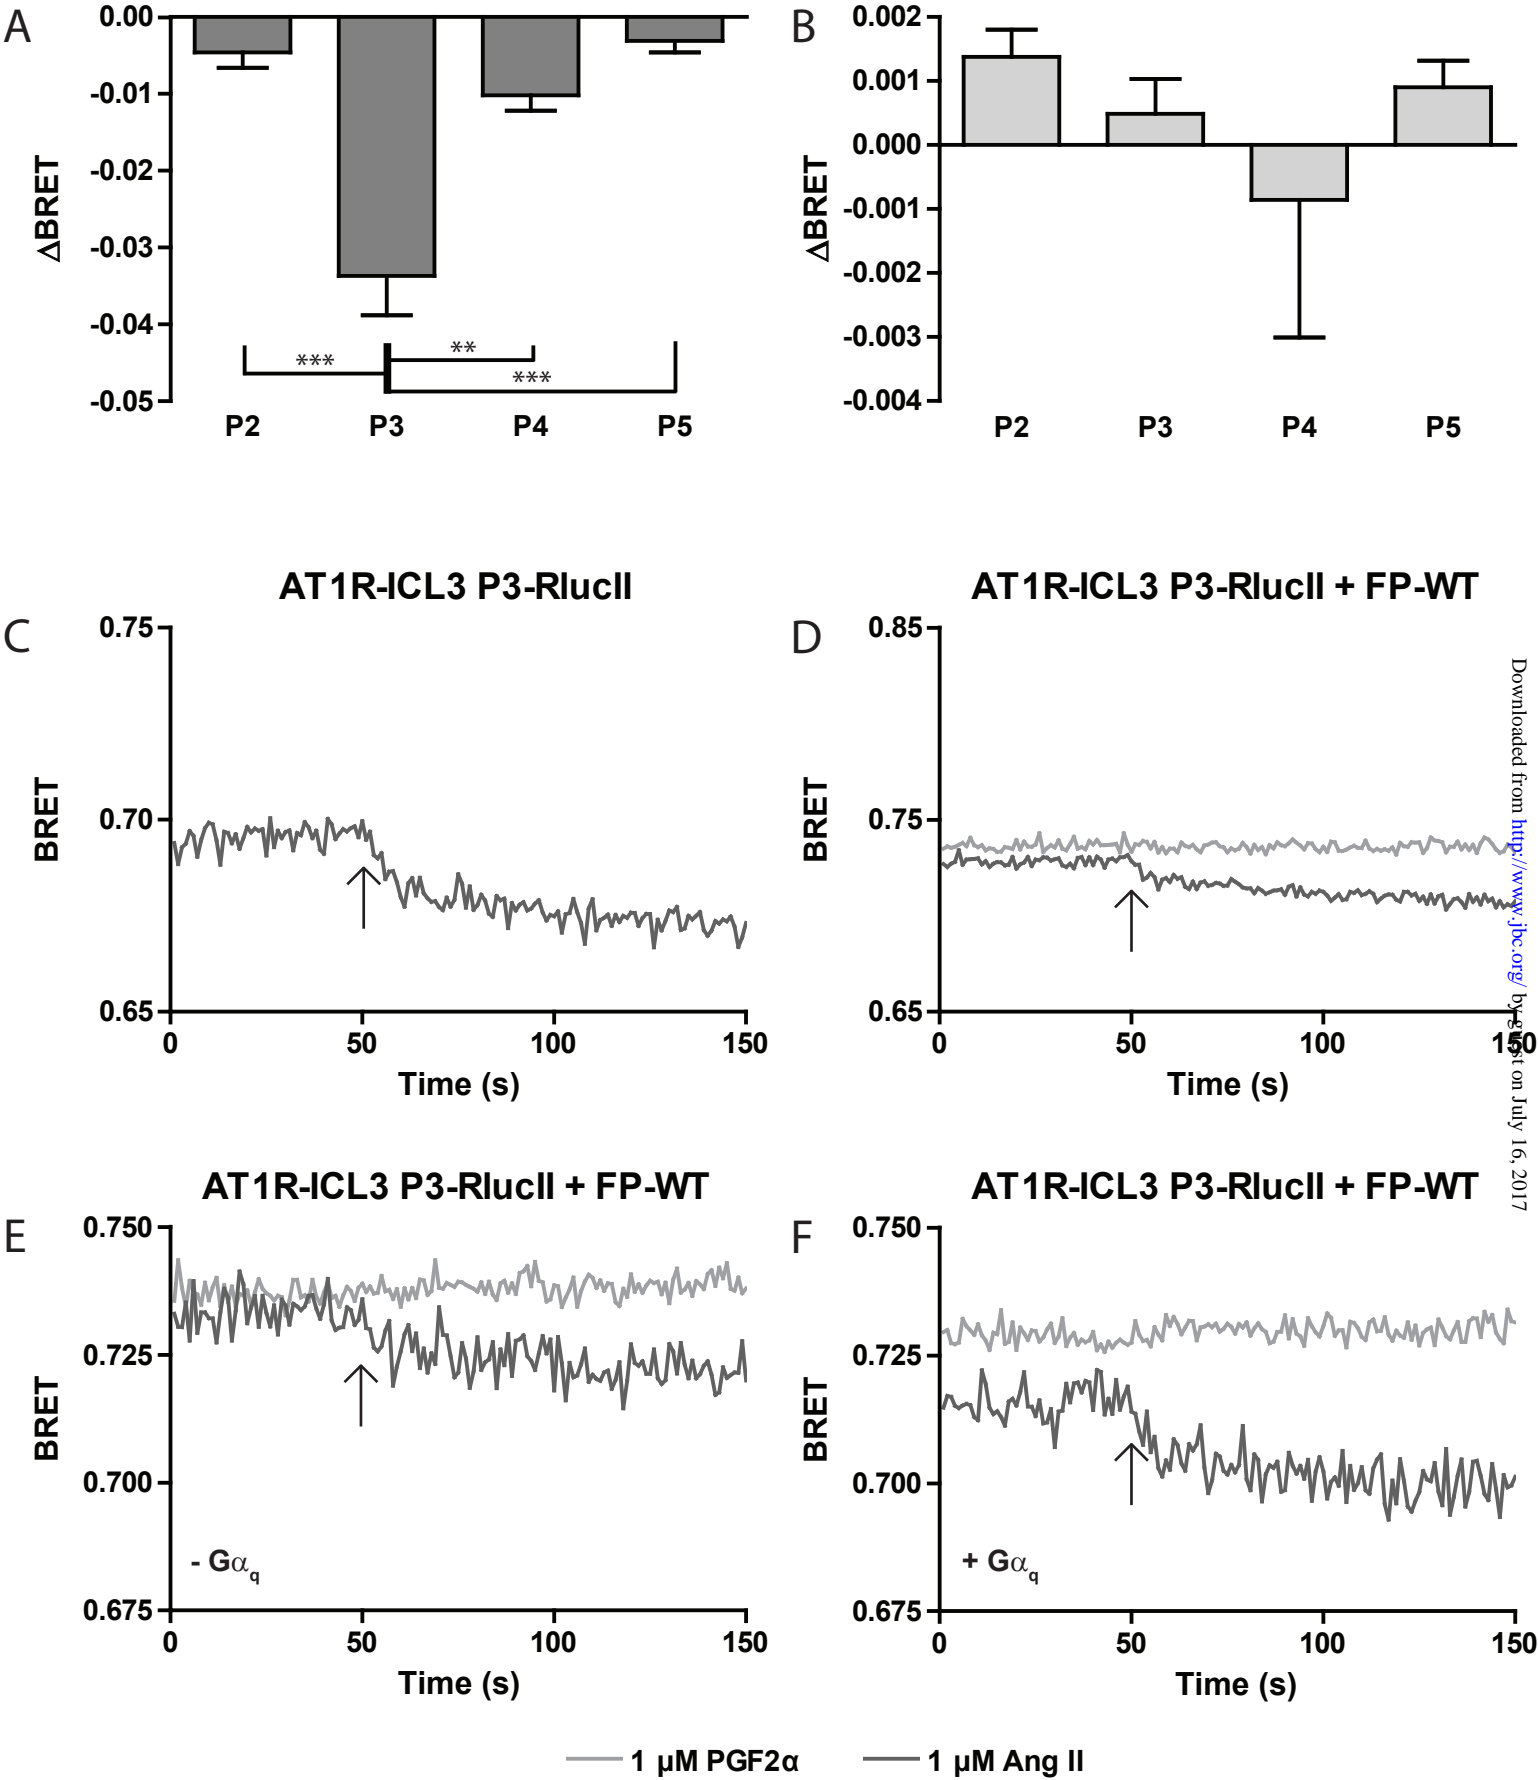 A
0.00
-0.01
-0.02
-0.03
-0.04
-0.05
ΔBRET
***
**
***
P2 P3 P4 P5
B
0.002
0.001
0.000
-0.001
-0.002
-0.003
-0.004
ΔBRET
P2 P3 P4 P5
C
AT1R-ICL3 P3-RlucII
0.75
0.70
0.65
BRET
0 50 100 150
Time (s)
D
AT1R-ICL3 P3-RlucII + FP-WT
0.85
0.75
0.65
BRET
0 50 100 150
Time (s)
E
AT1R-ICL3 P3-RlucII + FP-WT
0.750
0.725
0.700
0.675
BRET
- Gαq
0 50 100 150
Time (s)
F
AT1R-ICL3 P3-RlucII + FP-WT
0.750
0.725
0.700
0.675
BRET
+ Gαq
0 50 100 150
Time (s)
1 µM PGF2α 1 µM Ang II
Downloaded from http://www.jbc.org/ by guest on July 16, 2017